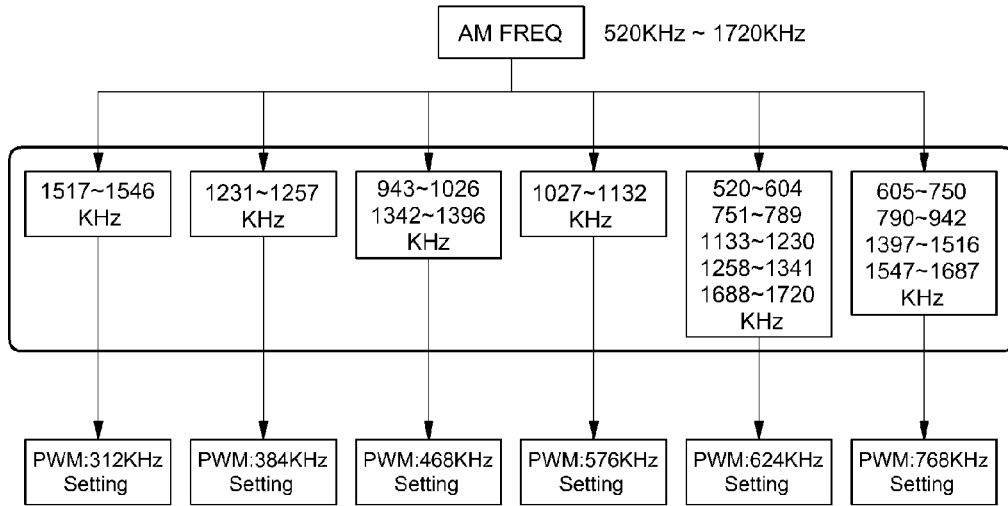 AM FREQ 520KHz ~ 1720KHz
1517~1546
KHz
1231~1257
KHz
943~1026
1342~1396
KHz
1027~1132
KHz
520~604
751~789
1133~1230
1258~1341
1688~1720
KHz
605~750
790~942
1397~1516
1547~1687
KHz
PWM:312KHz
Setting
PWM:384KHz
Setting
PWM:468KHz
Setting
PWM:576KHz
Setting
PWM:624KHz
Setting
PWM:768KHz
Setting